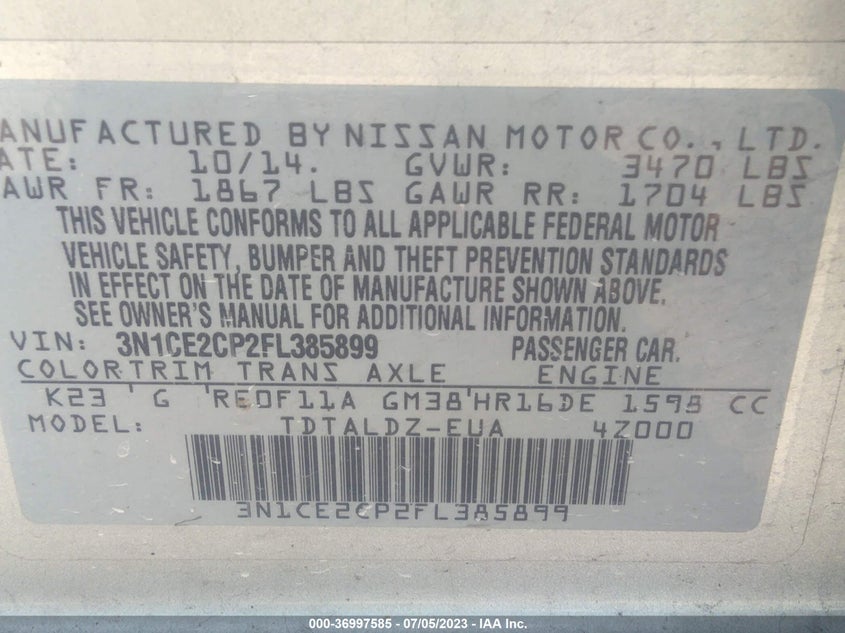 ANUFACTURED BY NISSAN MOTOR CO., LTD.
ATE: 10/14. GVWR: 3470 LBS
AWR FR: 1867 LBS GAWR RR: 1704 LBS
THIS VEHICLE CONFORMS TO ALL APPLICABLE FEDERAL MOTOR
VEHICLE SAFETY, BUMPER AND THEFT PREVENTION STANDARDS
IN EFFECT ON THE DATE OF MANUFACTURE SHOWN ABOVE.
SEE OWNER'S MANUAL FOR ADDITIONAL INFORMATION.
VIN: 3N1CE2CP2FL385899 PASSENGER CAR.
COLOR TRIM TRANS AXLE ENGINE
K23 ' G 'RE0F11A GM38'HR16DE 1598 CC
MODEL: TDTALDZ-EUA 4Z000
3N1CE2CP2FL385899
000-36997585 / 07/05/2023 - © IAA Inc.